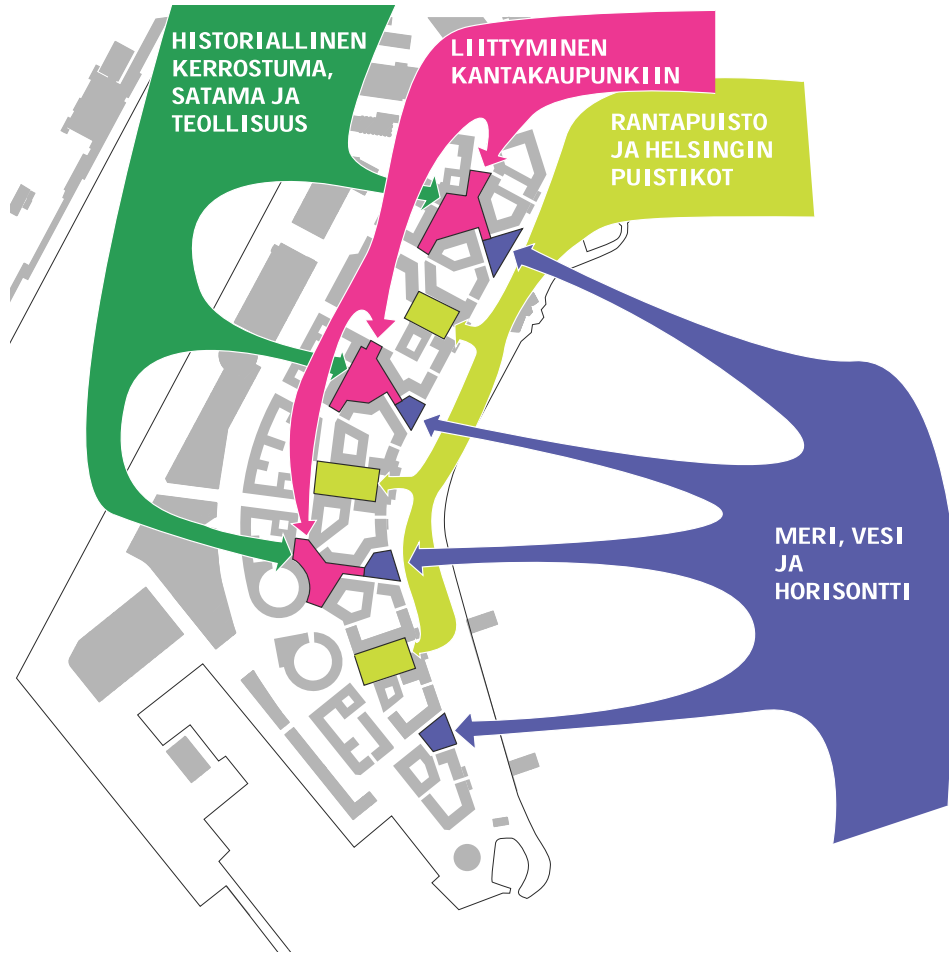 HISTORIALLINEN
KERROSTUMA,
SATAMA JA
TEOLLISUUS
LIITTYMINEN
KANTAKAUPUNKIIN
RANTAPUISTO
JA HELSINGIN
PUISTIKOT
MERI, VESI
JA
HORISONTTI